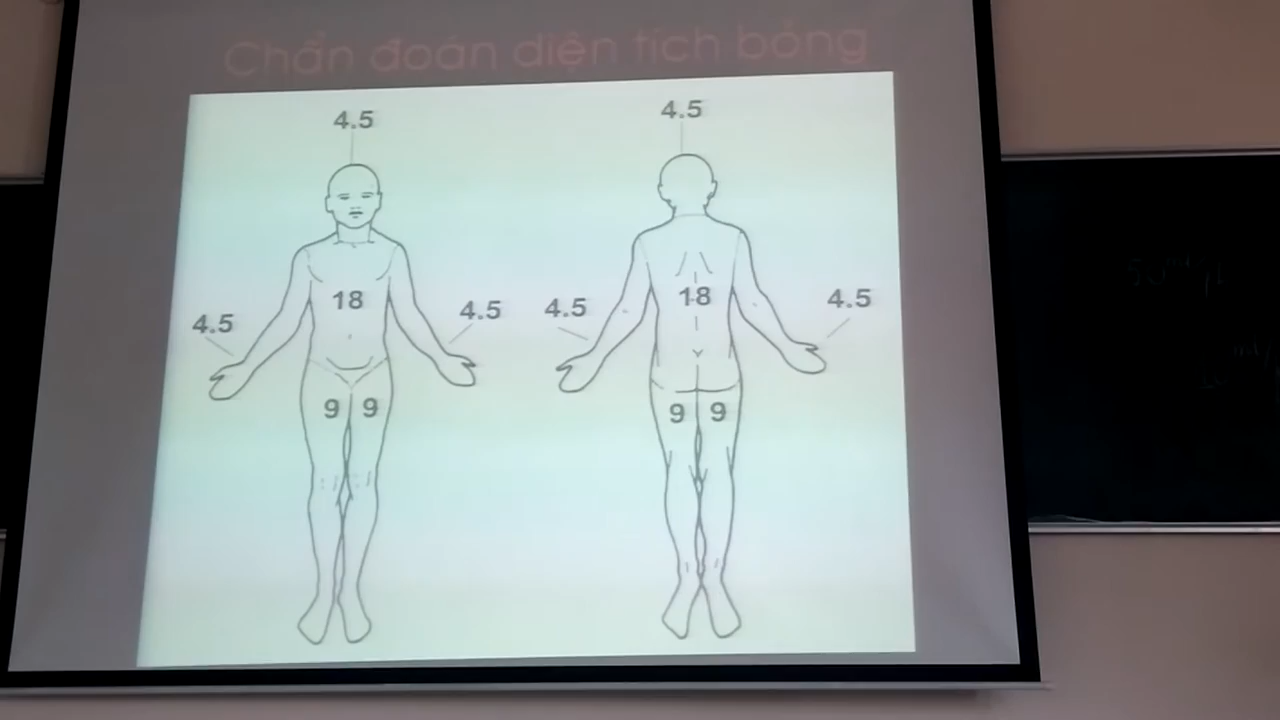 Chẩn đoán diện tích bỏng
4.5 4.5
18 18
4.5 4.5 4.5 4.5
9 9 9 9